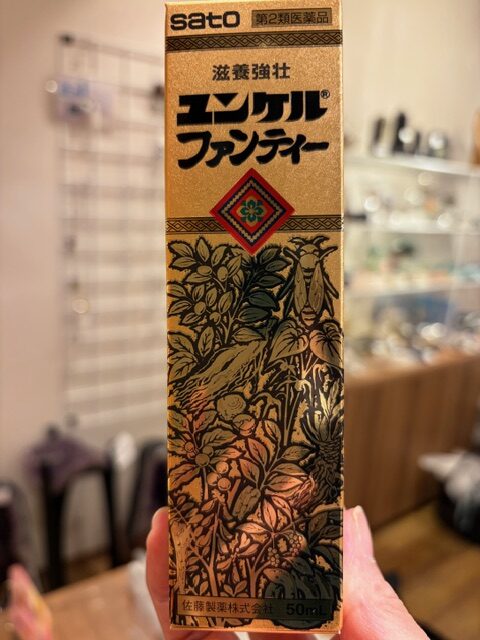 sato 第2類医薬品
滋養強壮
ユンケル®
ファンティー
佐藤製薬株式会社 50mL